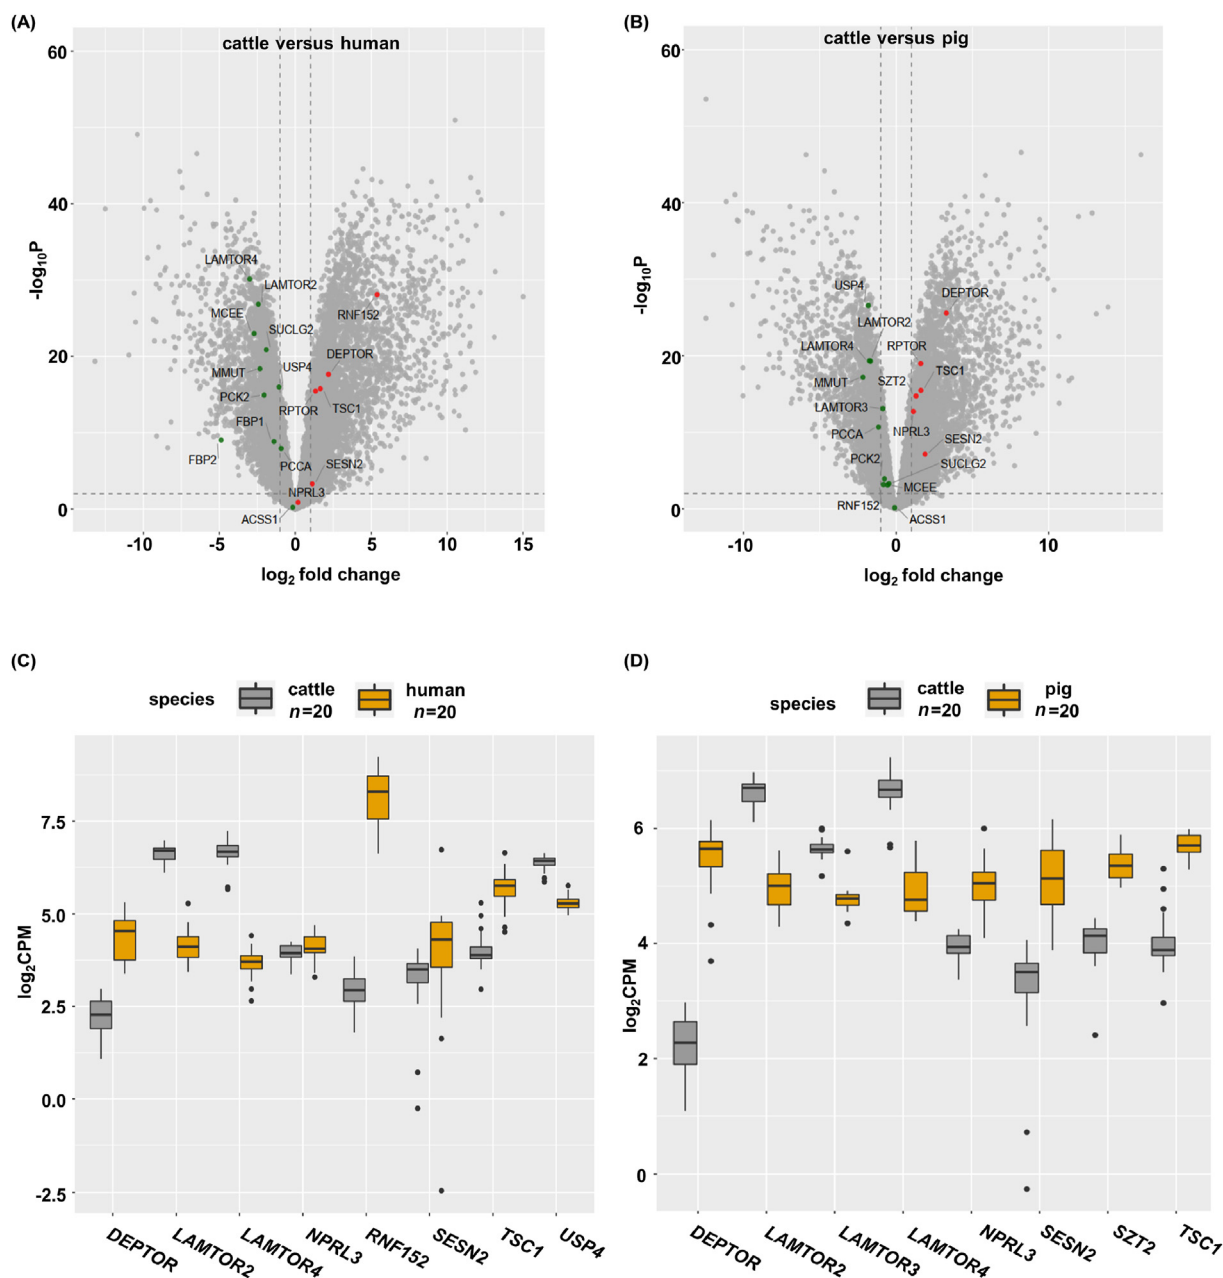 (A)
cattle versus human
60
40
20
0
-log10P
LAMTOR4
LAMTOR2
MCEE
SUCLG2
RNF152
DEPTOR
MMUT
USP4
PCK2
RPTOR
TSC1
FBP1
FBP2
PCCA
SESN2
NPRL3
ACSS1
-10
-5
0
5
10
15
log2 fold change
(B)
cattle versus pig
60
40
20
0
-log10P
USP4
DEPTOR
LAMTOR2
LAMTOR4
RPTOR
MMUT
SZT2
TSC1
LAMTOR3
PCCA
NPRL3
SESN2
PCK2
SUCLG2
MCEE
RNF152
ACSS1
-10
0
10
log2 fold change
(C)
species
cattle
n=20
human
n=20
7.5
5.0
2.5
0.0
-2.5
log2CPM
DEPTOR
LAMTOR2
LAMTOR4
NPRL3
RNF152
SESN2
TSC1
USP4
(D)
species
cattle
n=20
pig
n=20
6
4
2
0
log2CPM
DEPTOR
LAMTOR2
LAMTOR3
LAMTOR4
NPRL3
SESN2
SZT2
TSC1